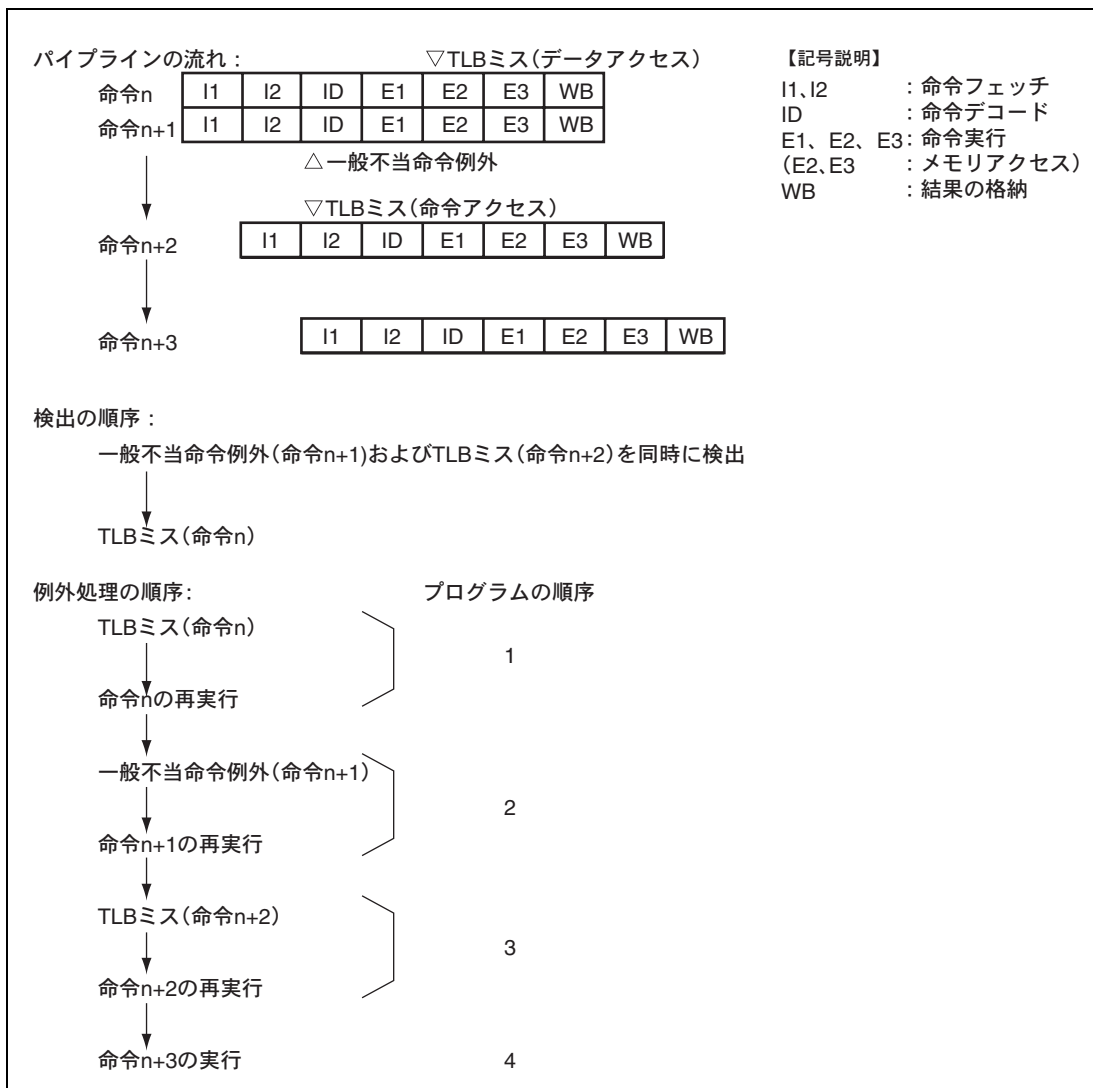 パイプラインの流れ： ▽TLBミス（データアクセス）
命令n I1 I2 ID E1 E2 E3 WB
命令n+1 I1 I2 ID E1 E2 E3 WB
△一般不当命令例外
▽TLBミス（命令アクセス）
命令n+2 I1 I2 ID E1 E2 E3 WB
命令n+3 I1 I2 ID E1 E2 E3 WB
【記号説明】
I1、I2 ：命令フェッチ
ID ：命令デコード
E1、E2、E3：命令実行
(E2、E3 ：メモリアクセス）
WB ：結果の格納
検出の順序：
一般不当命令例外（命令n+1)およびTLBミス（命令n+2）を同時に検出
TLBミス（命令n）
例外処理の順序： プログラムの順序
TLBミス（命令n）
1
命令nの再実行
一般不当命令例外（命令n+1）
2
命令n+1の再実行
TLBミス（命令n+2）
3
命令n+2の再実行
命令n+3の実行 4